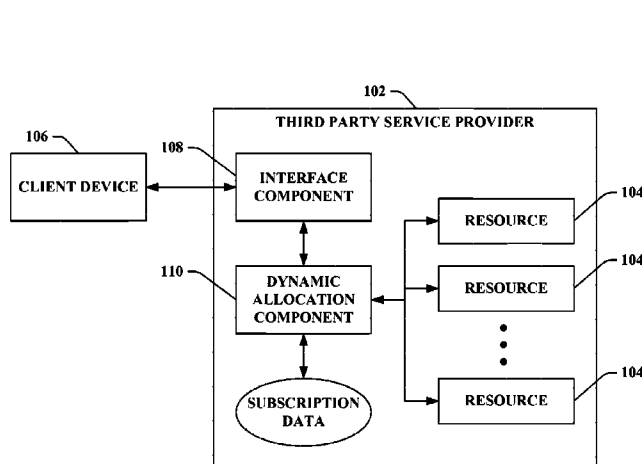 102
THIRD PARTY SERVICE PROVIDER
106
CLIENT DEVICE
108
INTERFACE
COMPONENT
104
RESOURCE
110
DYNAMIC
ALLOCATION
COMPONENT
104
RESOURCE
104
RESOURCE
SUBSCRIPTION
DATA